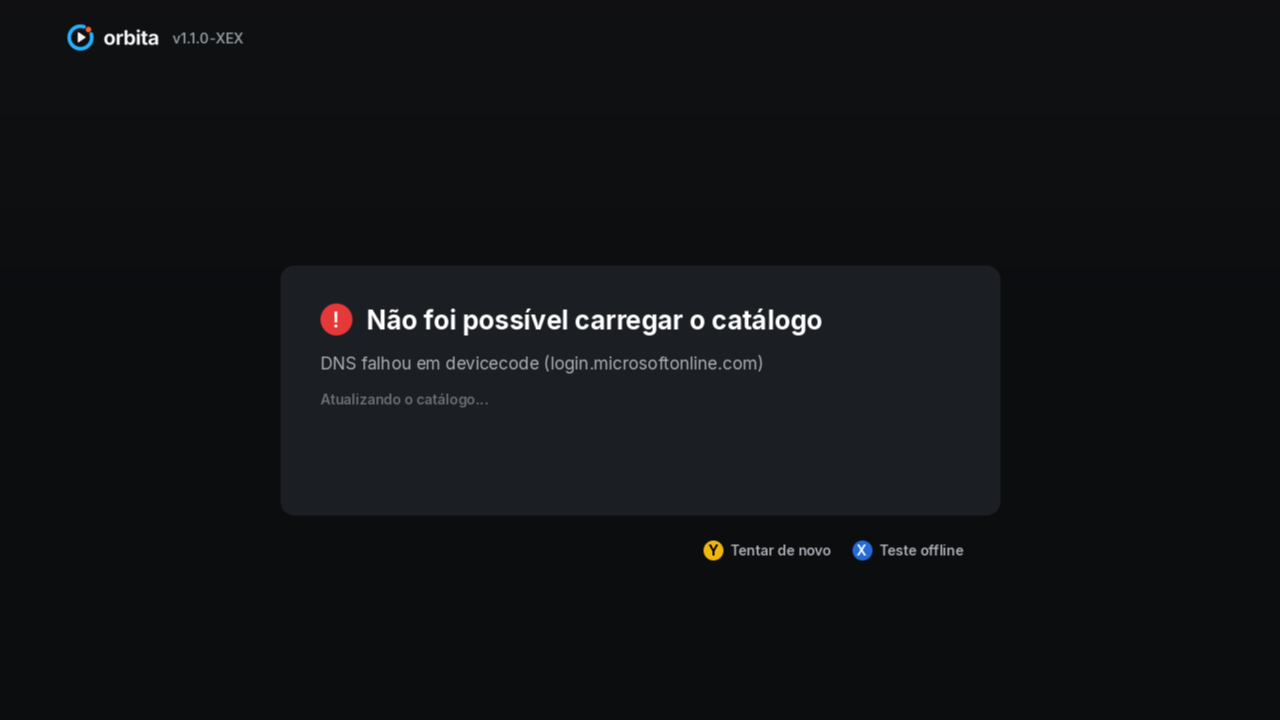 orbita v1.1.0-XEX
! Não foi possível carregar o catálogo
DNS falhou em devicecode (login.microsoftonline.com)
Atualizando o catálogo...
Y Tentar de novo X Teste offline